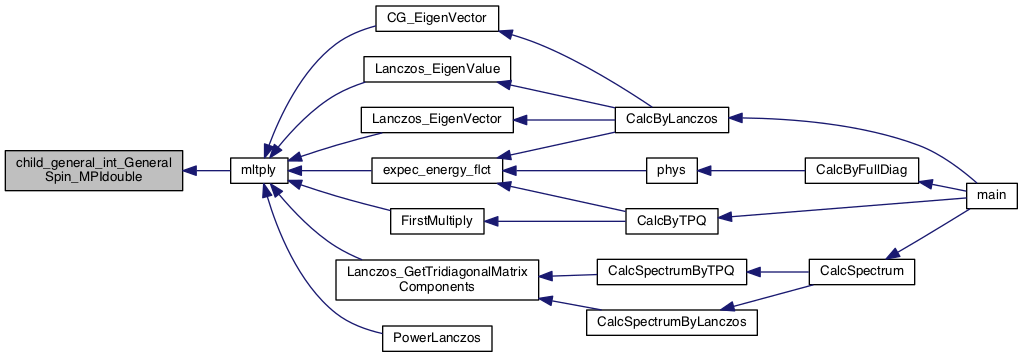 child_general_int_General
Spin_MPIdouble
mltply
CG_EigenVector
Lanczos_EigenValue
Lanczos_EigenVector
expec_energy_flct
FirstMultiply
Lanczos_GetTridiagonalMatrix
Components
PowerLanczos
CalcByLanczos
phys
CalcByTPQ
CalcSpectrumByTPQ
CalcSpectrumByLanczos
CalcByFullDiag
CalcSpectrum
main